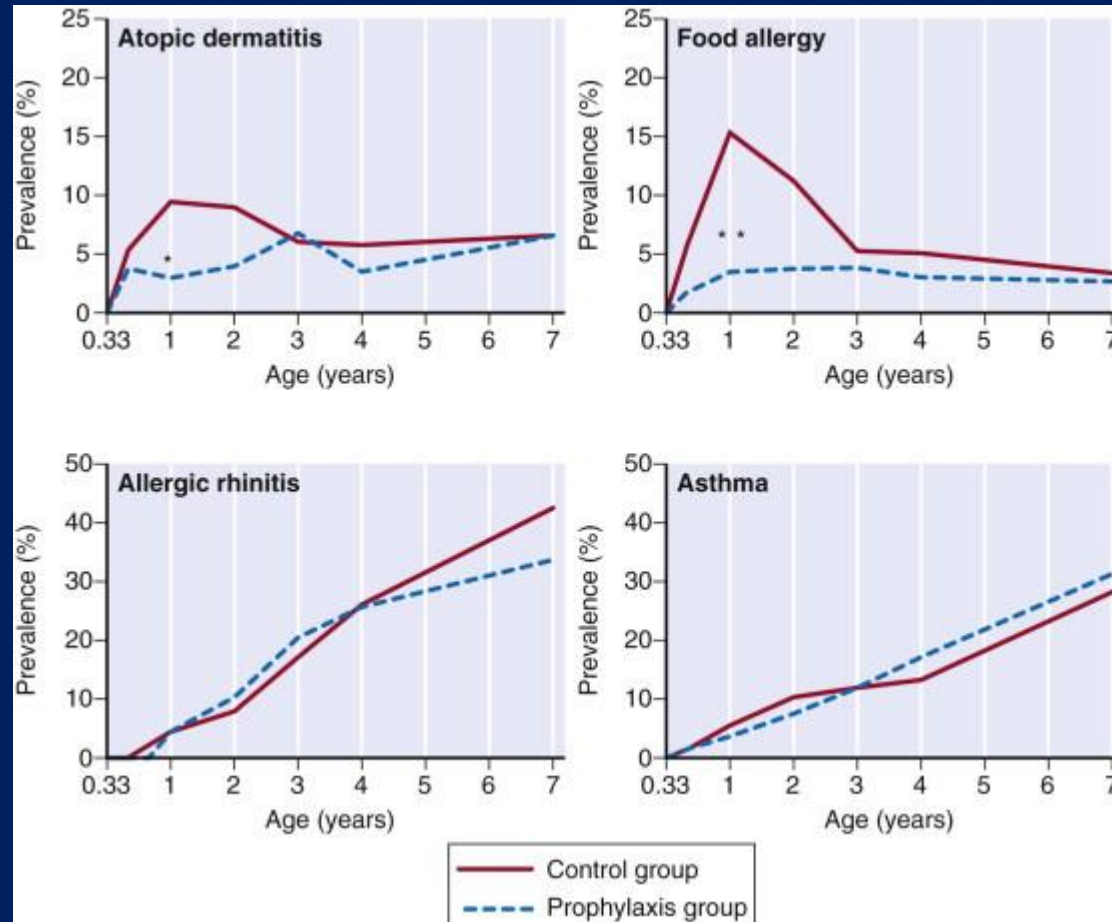 Atopic dermatitis
Prevalence (%)
25
20
15
10
5
0
*
0.33 1 2 3 4 5 6 7
Age (years)
Food allergy
Prevalence (%)
25
20
15
10
5
0
* *
0.33 1 2 3 4 5 6 7
Age (years)
Allergic rhinitis
Prevalence (%)
50
40
30
20
10
0
0.33 1 2 3 4 5 6 7
Age (years)
Asthma
Prevalence (%)
50
40
30
20
10
0
0.33 1 2 3 4 5 6 7
Age (years)
Control group
Prophylaxis group